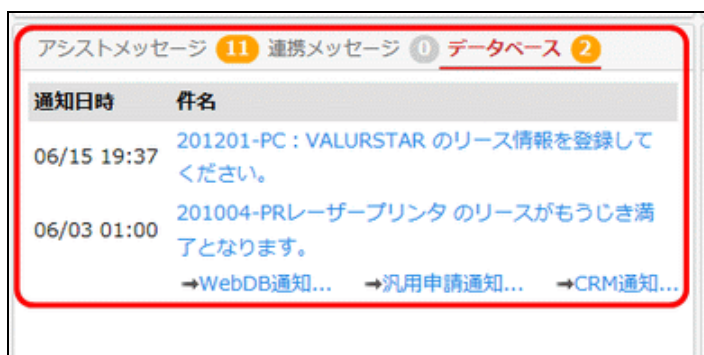 アシストメッセージ 11 連携メッセージ 0 データベース 2
通知日時 件名
06/15 19:37 201201-PC：VALURSTAR のリース情報を登録して
ください。
06/03 01:00 201004-PRレーザープリンタ のリースがもうじき満
了となります。
➞WebDB通知... ➞汎用申請通知... ➞CRM通知...